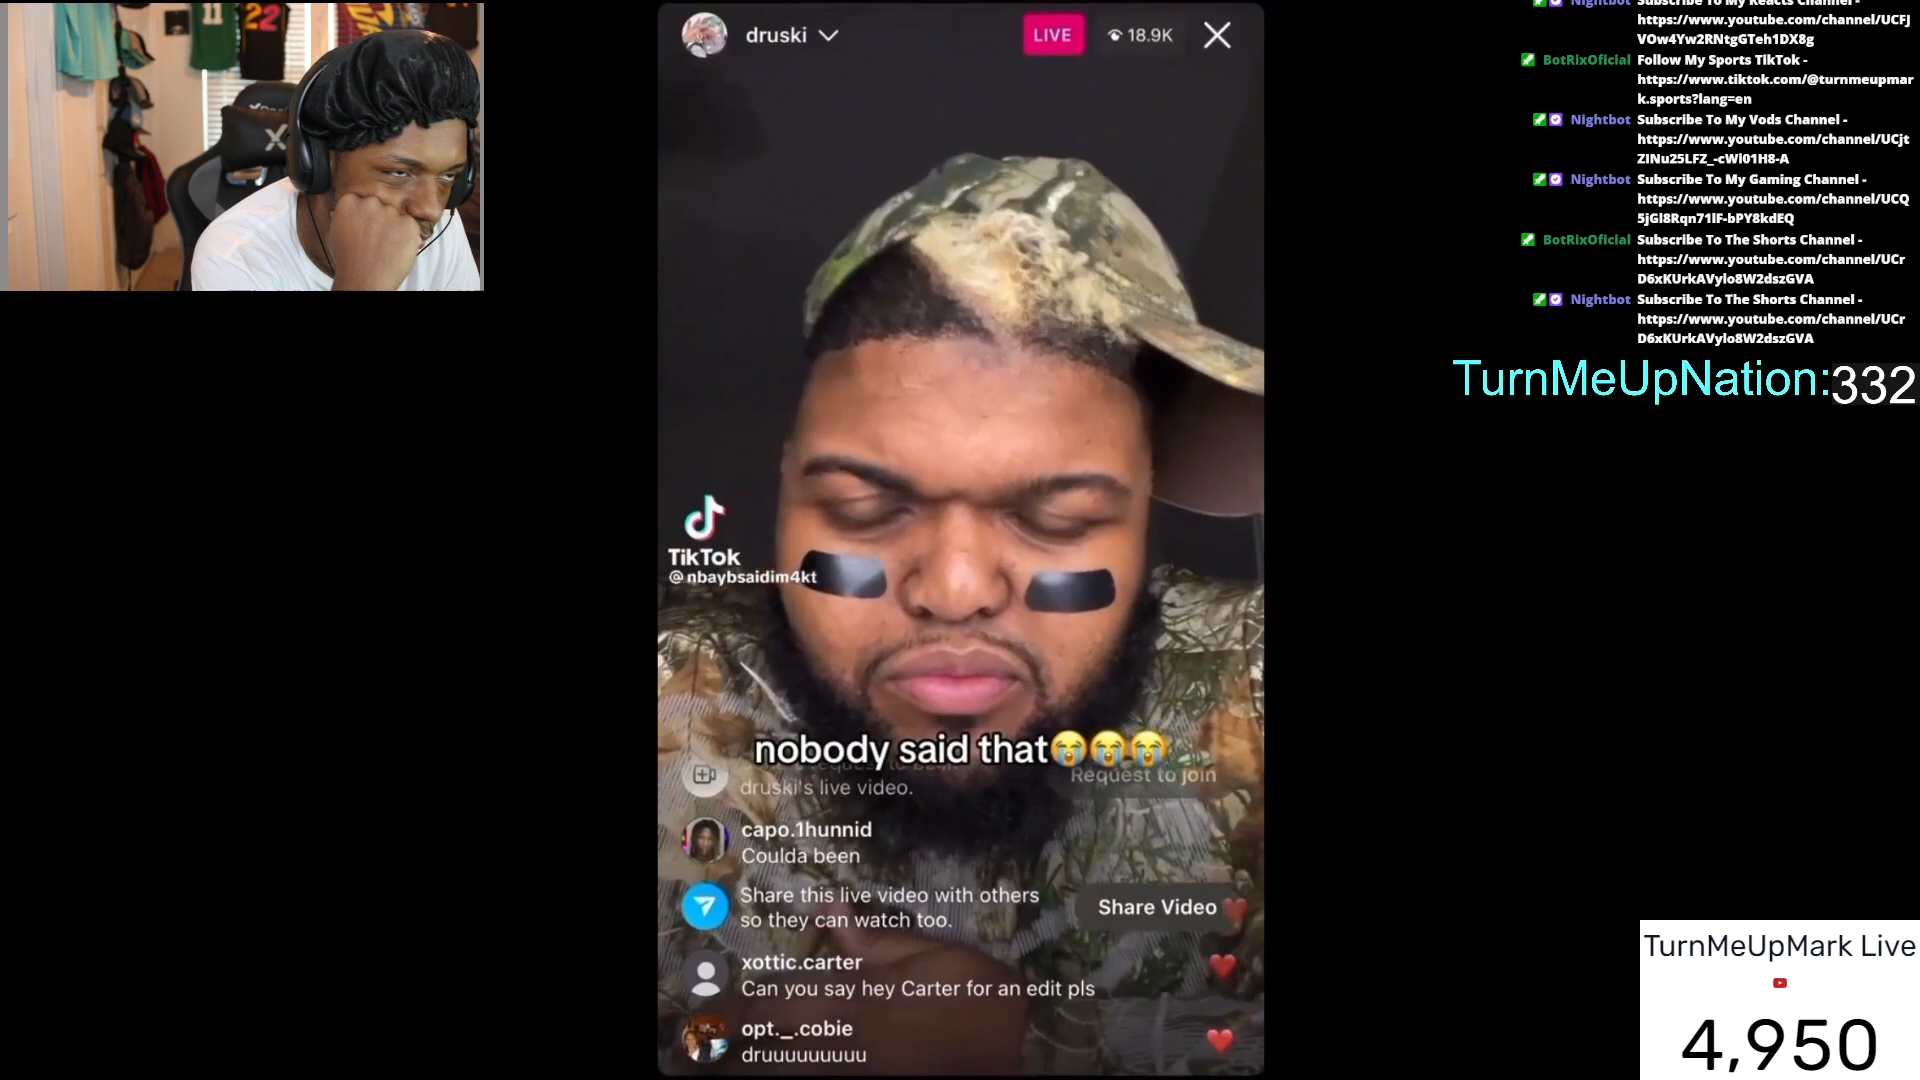 11
22
druski
LIVE
18.9K
TikTok
@nbaybsaidim4kt
nobody said that😭😭😭
druski's live video.
Request to join
capo.1hunnid
Coulda been
Share this live video with others
so they can watch too.
Share Video
xottic.carter
Can you say hey Carter for an edit pls
opt._.cobie
druuuuuuuuu
Nightbot Subscribe To My Reacts Channel -
https://www.youtube.com/channel/UCFJ
VOw4Yw2RNtgGTeh1DX8g
BotRixOficial Follow My Sports TikTok -
https://www.tiktok.com/@turnmeupmar
k.sports?lang=en
Nightbot Subscribe To My Vods Channel -
https://www.youtube.com/channel/UCjt
ZINu25LFZ_-cWi01H8-A
Nightbot Subscribe To My Gaming Channel -
https://www.youtube.com/channel/UCQ
5jGl8Rqn71lF-bPY8kdEQ
BotRixOficial Subscribe To The Shorts Channel -
https://www.youtube.com/channel/UCr
D6xKUrkAVylo8W2dszGVA
Nightbot Subscribe To The Shorts Channel -
https://www.youtube.com/channel/UCr
D6xKUrkAVylo8W2dszGVA
TurnMeUpNation:332
TurnMeUpMark Live
4,950